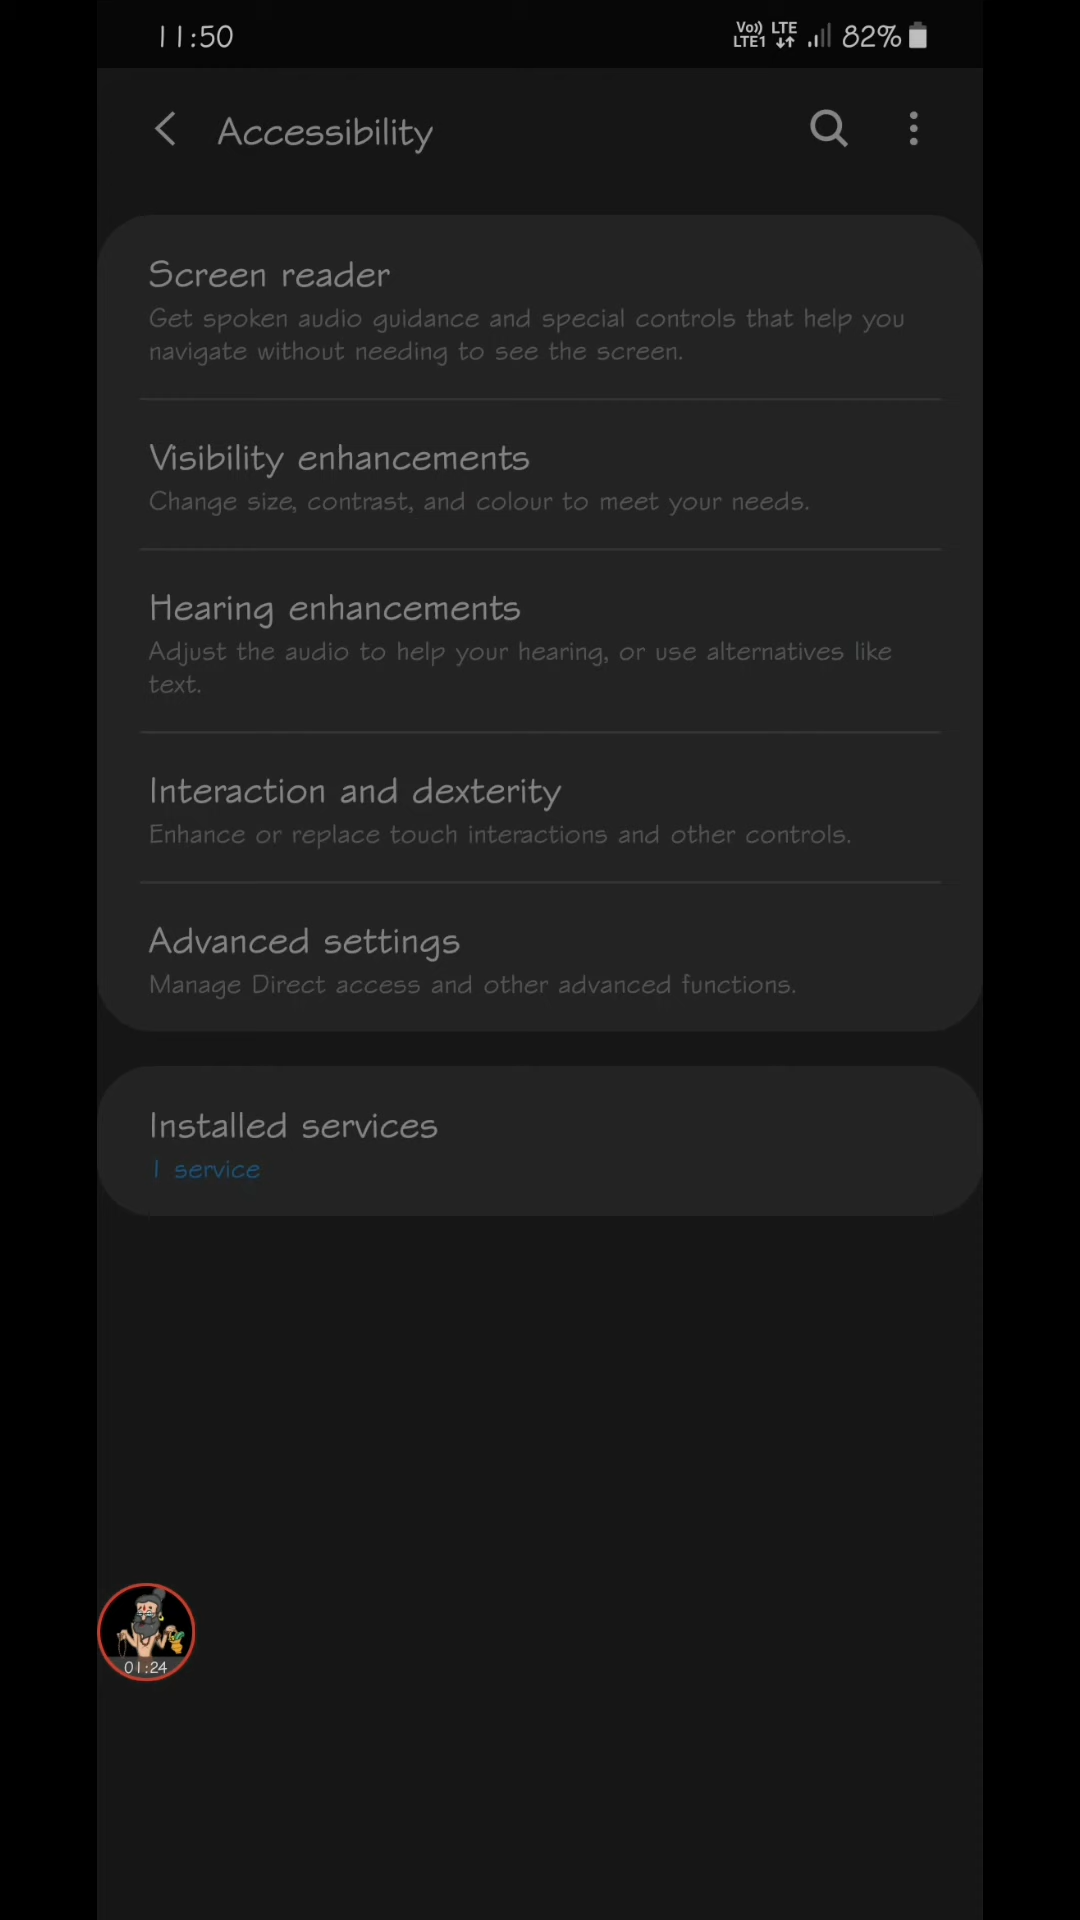 11:50
Vo)) LTE
LTE1
82%
Accessibility
Screen reader
Get spoken audio guidance and special controls that help you
navigate without needing to see the screen.
Visibility enhancements
Change size, contrast, and colour to meet your needs.
Hearing enhancements
Adjust the audio to help your hearing, or use alternatives like
text.
Interaction and dexterity
Enhance or replace touch interactions and other controls.
Advanced settings
Manage Direct access and other advanced functions.
Installed services
1 service
01:24